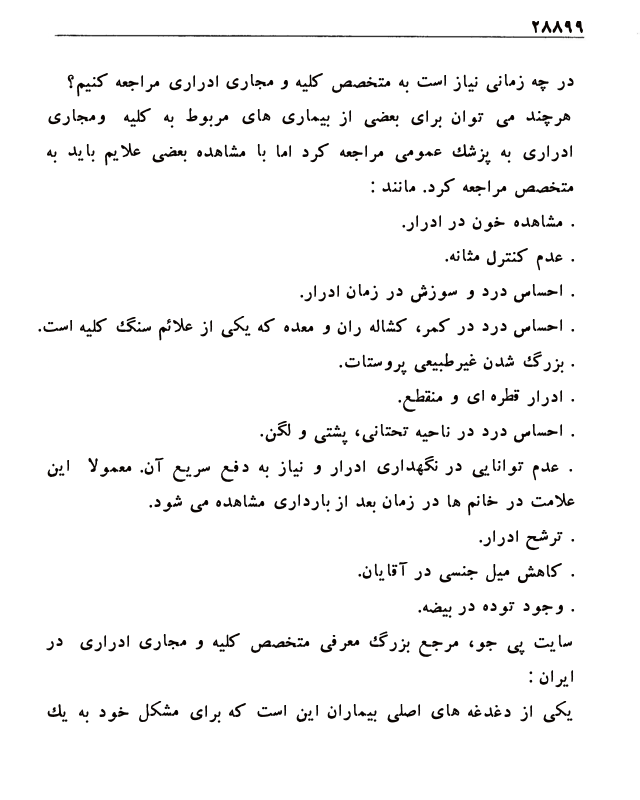 ۲۸۸۹۹
در چه زمانی نیاز است به متخصص کلیه و مجاری ادراری مراجعه کنیم؟
هرچند می توان برای بعضی از بیماری های مربوط به کلیه ومجاری
ادراری به پزشک عمومی مراجعه کرد اما با مشاهده بعضی علایم باید به
متخصص مراجعه کرد. مانند :
. مشاهده خون در ادرار.
. عدم کنترل مثانه.
. احساس درد و سوزش در زمان ادرار.
. احساس درد در کمر، کشاله ران و معده که یکی از علائم سنگ کلیه است.
. بزرگ شدن غیرطبیعی پروستات.
. ادرار قطره ای و منقطع.
. احساس درد در ناحیه تحتانی، پشتی و لگن.
. عدم توانایی در نگهداری ادرار و نیاز به دفع سریع آن. معمولا این
علامت در خانم ها در زمان بعد از بارداری مشاهده می شود.
. ترشح ادرار.
. کاهش میل جنسی در آقایان.
. وجود توده در بیضه.
سایت پی جو، مرجع بزرگ معرفی متخصص کلیه و مجاری ادراری در
ایران :
یکی از دغدغه های اصلی بیماران این است که برای مشکل خود به یک